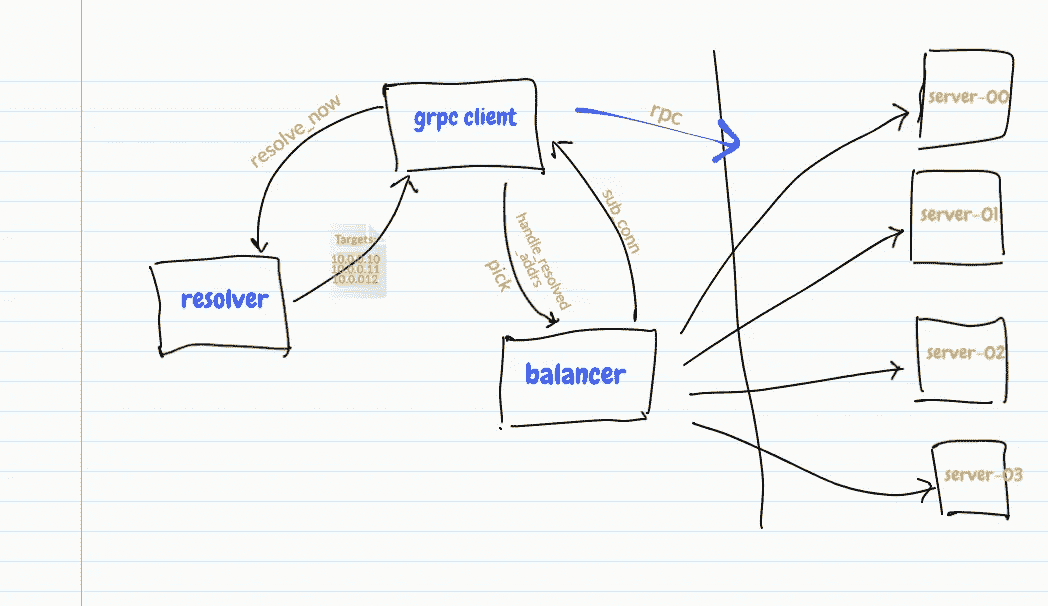 grpc client
resolve_now
rpc
server-00
server-01
sub_conn
handle_resolved
_addrs
pick
Targets
10.0.0.10
10.0.0.11
10.0.012
resolver
balancer
server-02
server-03